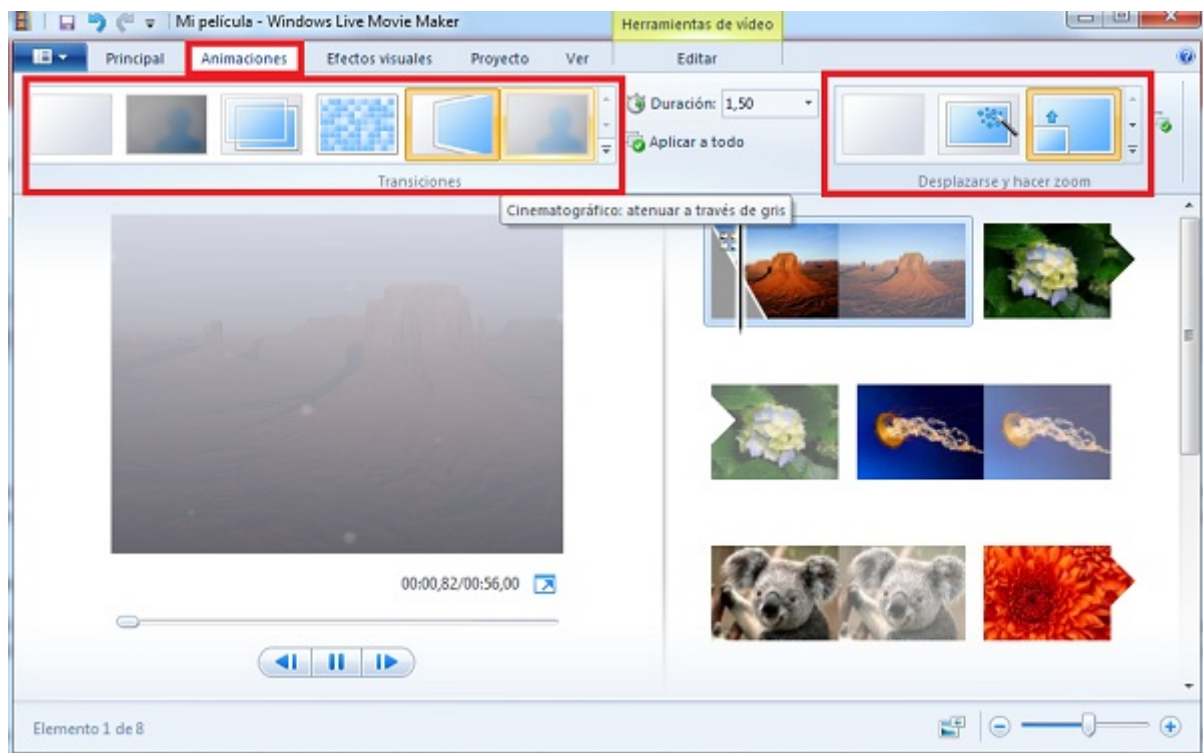 Mi película - Windows Live Movie Maker
Herramientas de vídeo
Principal Animaciones Efectos visuales Proyecto Ver Editar
Duración: 1,50
Aplicar a todo
Transiciones
Desplazarse y hacer zoom
Cinematográfico: atenuar a través de gris
00:00,82/00:56,00
Elemento 1 de 8